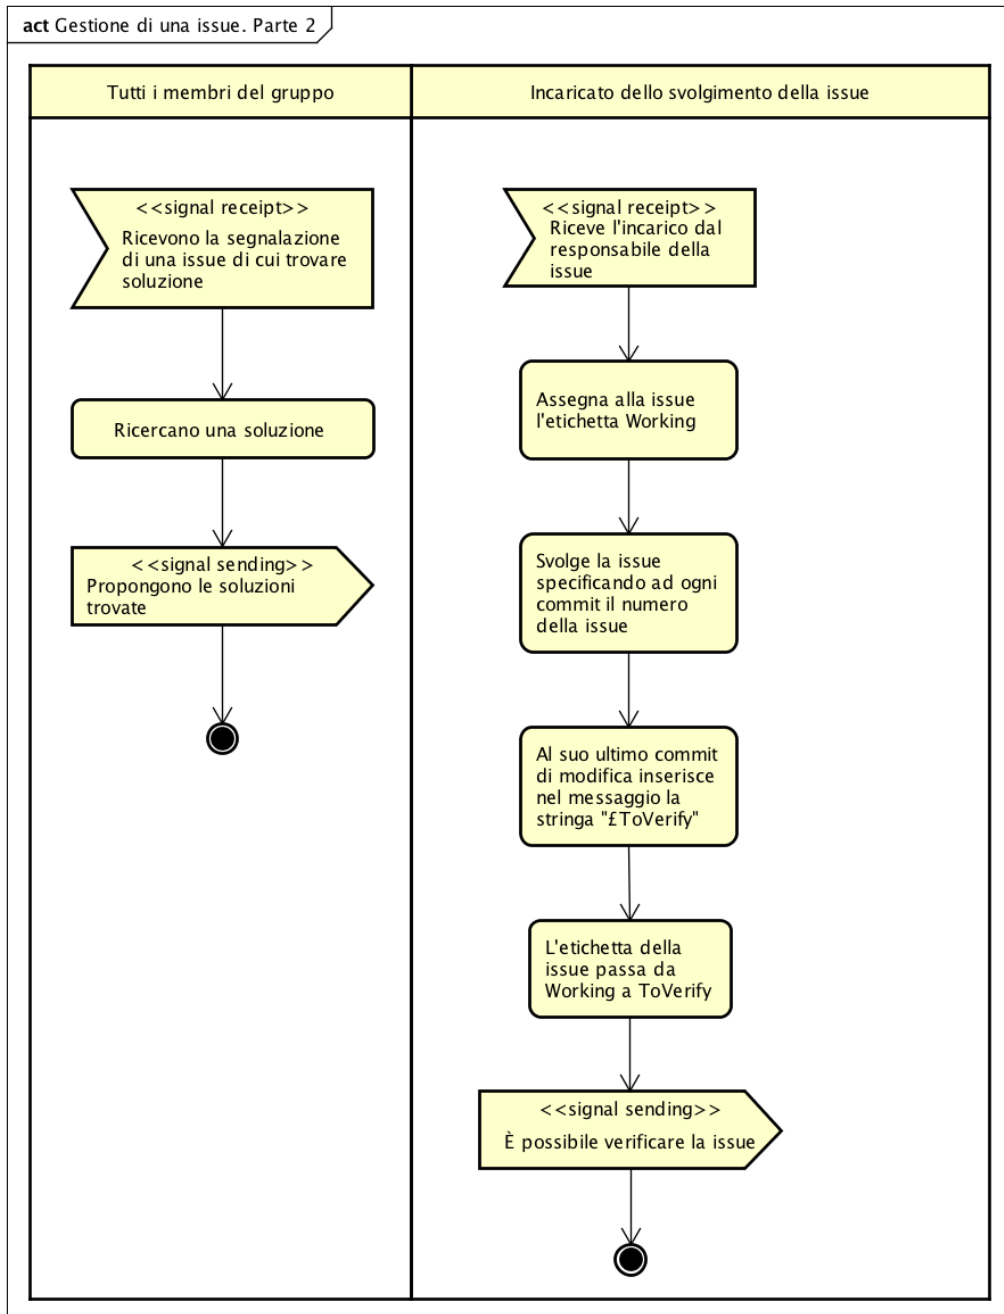 act Gestione di una issue. Parte 2
Tutti i membri del gruppo
Incaricato dello svolgimento della issue
<<signal receipt>>
Ricevono la segnalazione
di una issue di cui trovare
soluzione
Ricercano una soluzione
<<signal sending>>
Propongono le soluzioni
trovate
<<signal receipt>>
Riceve l'incarico dal
responsabile della
issue
Assegna alla issue
l'etichetta Working
Svolge la issue
specificando ad ogni
commit il numero
della issue
Al suo ultimo commit
di modifica inserisce
nel messaggio la
stringa "£ToVerify"
L'etichetta della
issue passa da
Working a ToVerify
<<signal sending>>
È possibile verificare la issue